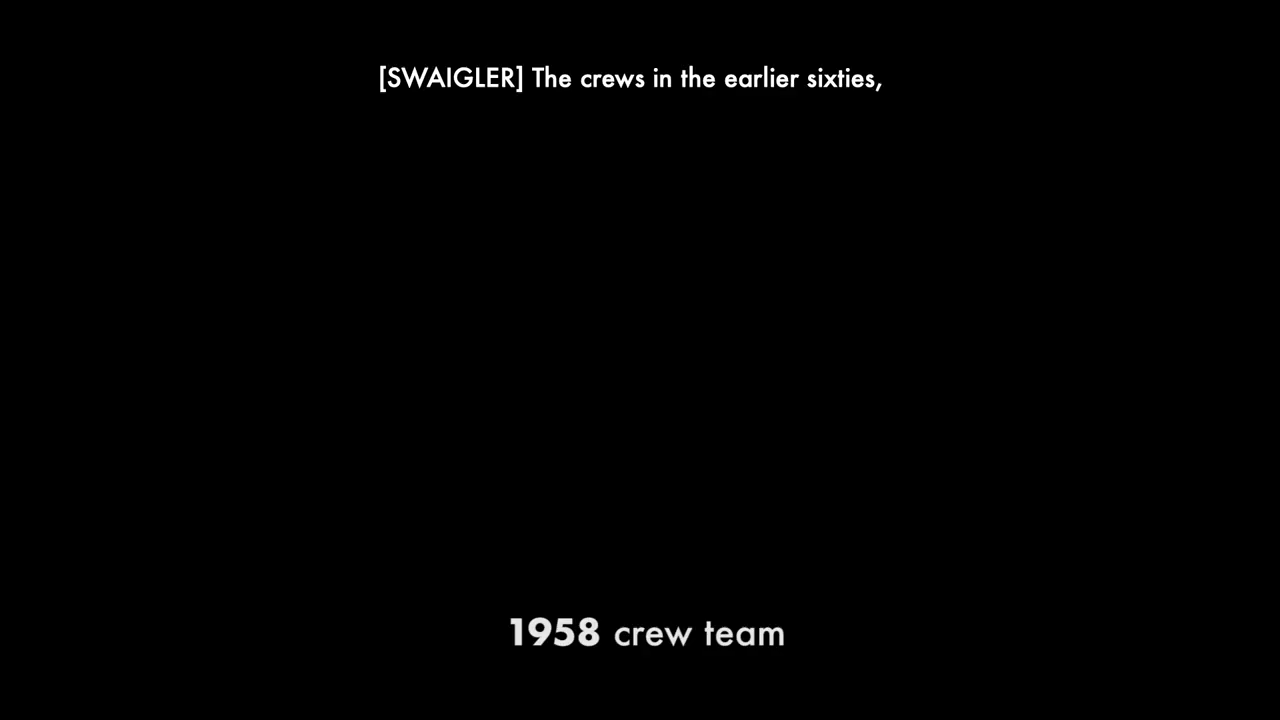 [SWAIGLER] The crews in the earlier sixties,
1958 crew team